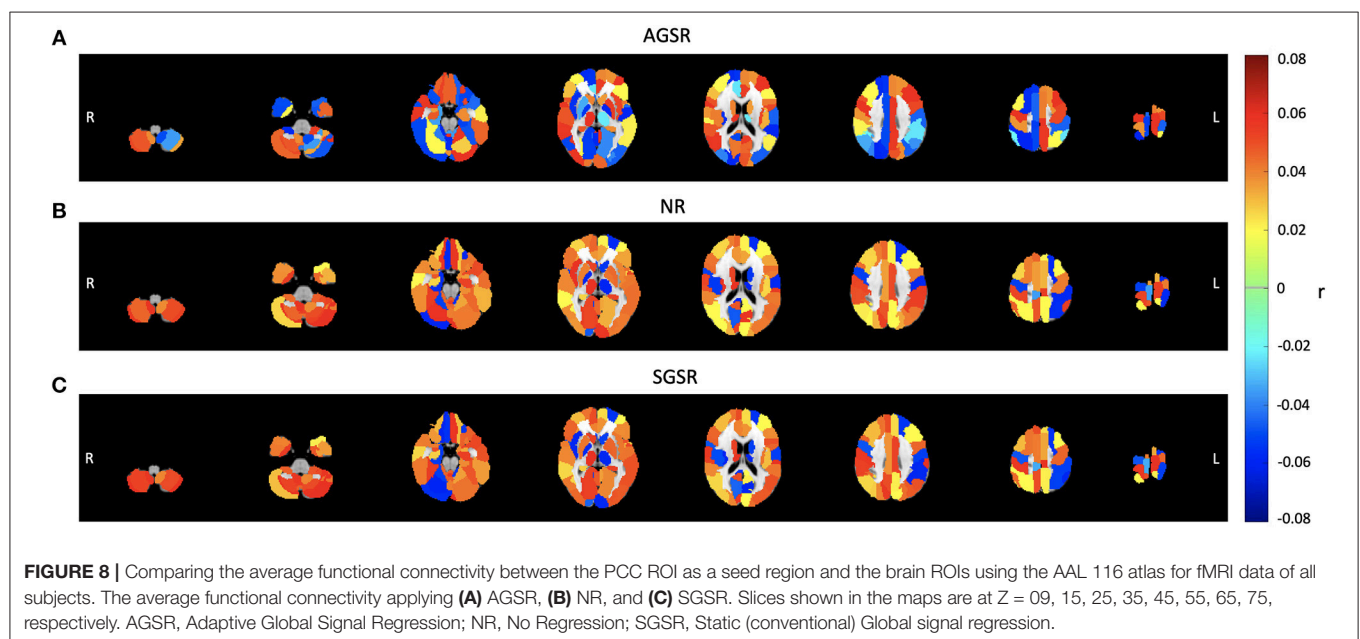 A
AGSR
R
L
B
NR
R
L
C
SGSR
R
L
0.08
0.06
0.04
0.02
0
-0.02
-0.04
-0.06
-0.08
r
FIGURE 8 | Comparing the average functional connectivity between the PCC ROI as a seed region and the brain ROIs using the AAL 116 atlas for fMRI data of all
subjects. The average functional connectivity applying (A) AGSR, (B) NR, and (C) SGSR. Slices shown in the maps are at Z = 09, 15, 25, 35, 45, 55, 65, 75,
respectively. AGSR, Adaptive Global Signal Regression; NR, No Regression; SGSR, Static (conventional) Global signal regression.